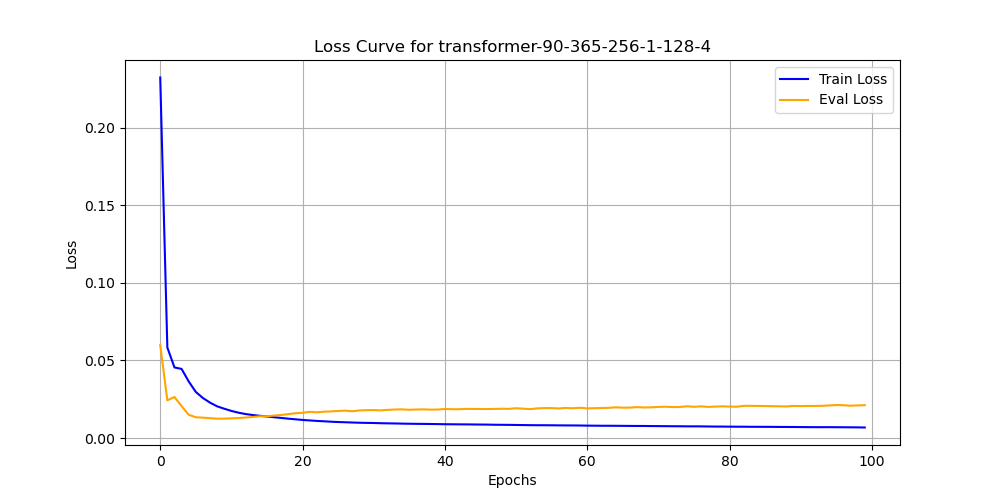 Loss Curve for transformer-90-365-256-1-128-4
Train Loss
Eval Loss
0.20
0.15
0.10
0.05
0.00
Loss
0 20 40 60 80 100
Epochs